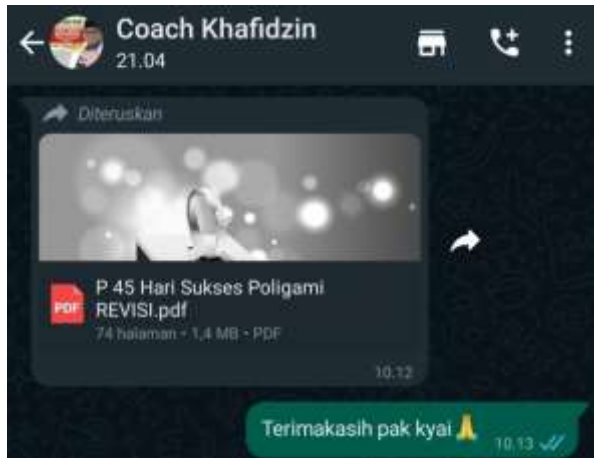 Coach Khafidzin
21.04
Diteruskan
P 45 Hari Sukses Poligami
REVISI.pdf
PDF
74 halaman • 1,4 MB • PDF
10.12
Terimakasih pak kyai🙏
10.13